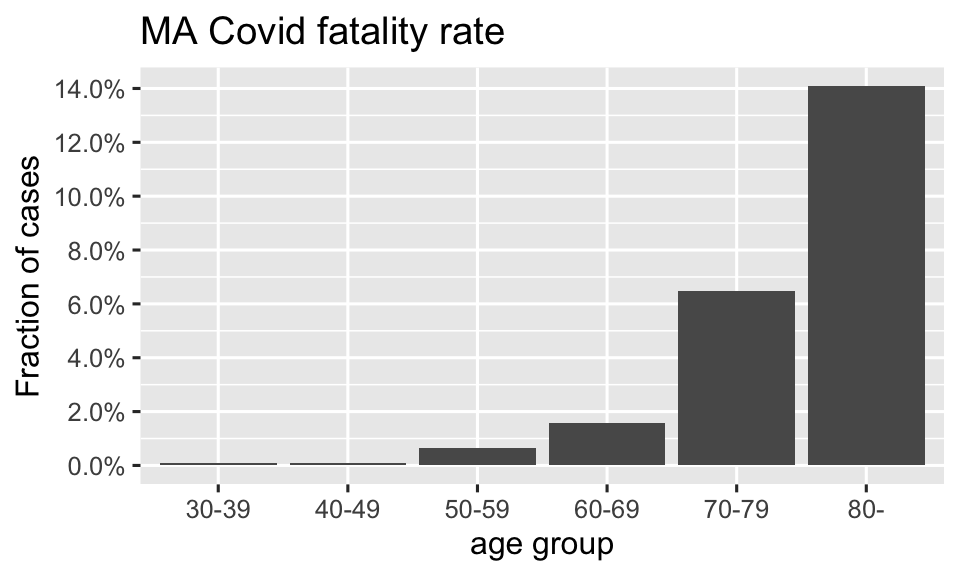 MA Covid fatality rate
Fraction of cases
14.0%
12.0%
10.0%
8.0%
6.0%
4.0%
2.0%
0.0%
30-39 40-49 50-59 60-69 70-79 80-
age group